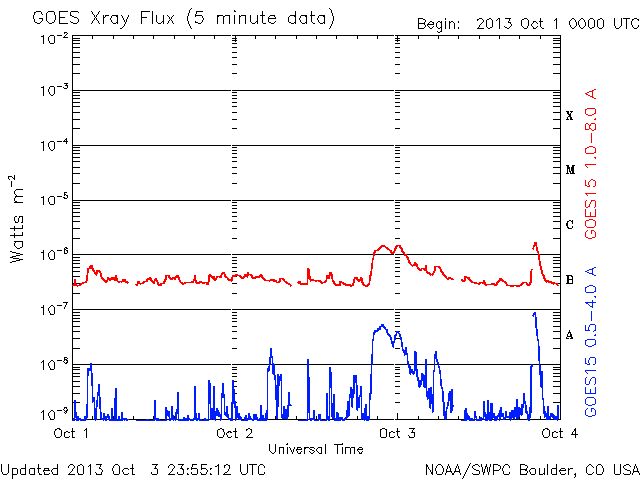 GOES Xray Flux (5 minute data)
Begin: 2013 Oct 1 0000 UTC
10-2
10-3
10-4
10-5
10-6
10-7
10-8
10-9
Watts m-2
X
M
C
B
A
GOES15 1.0-8.0 A
GOES15 0.5-4.0 A
Oct 1 Oct 2 Oct 3 Oct 4
Universal Time
Updated 2013 Oct 3 23:55:12 UTC
NOAA/SWPC Boulder, CO USA